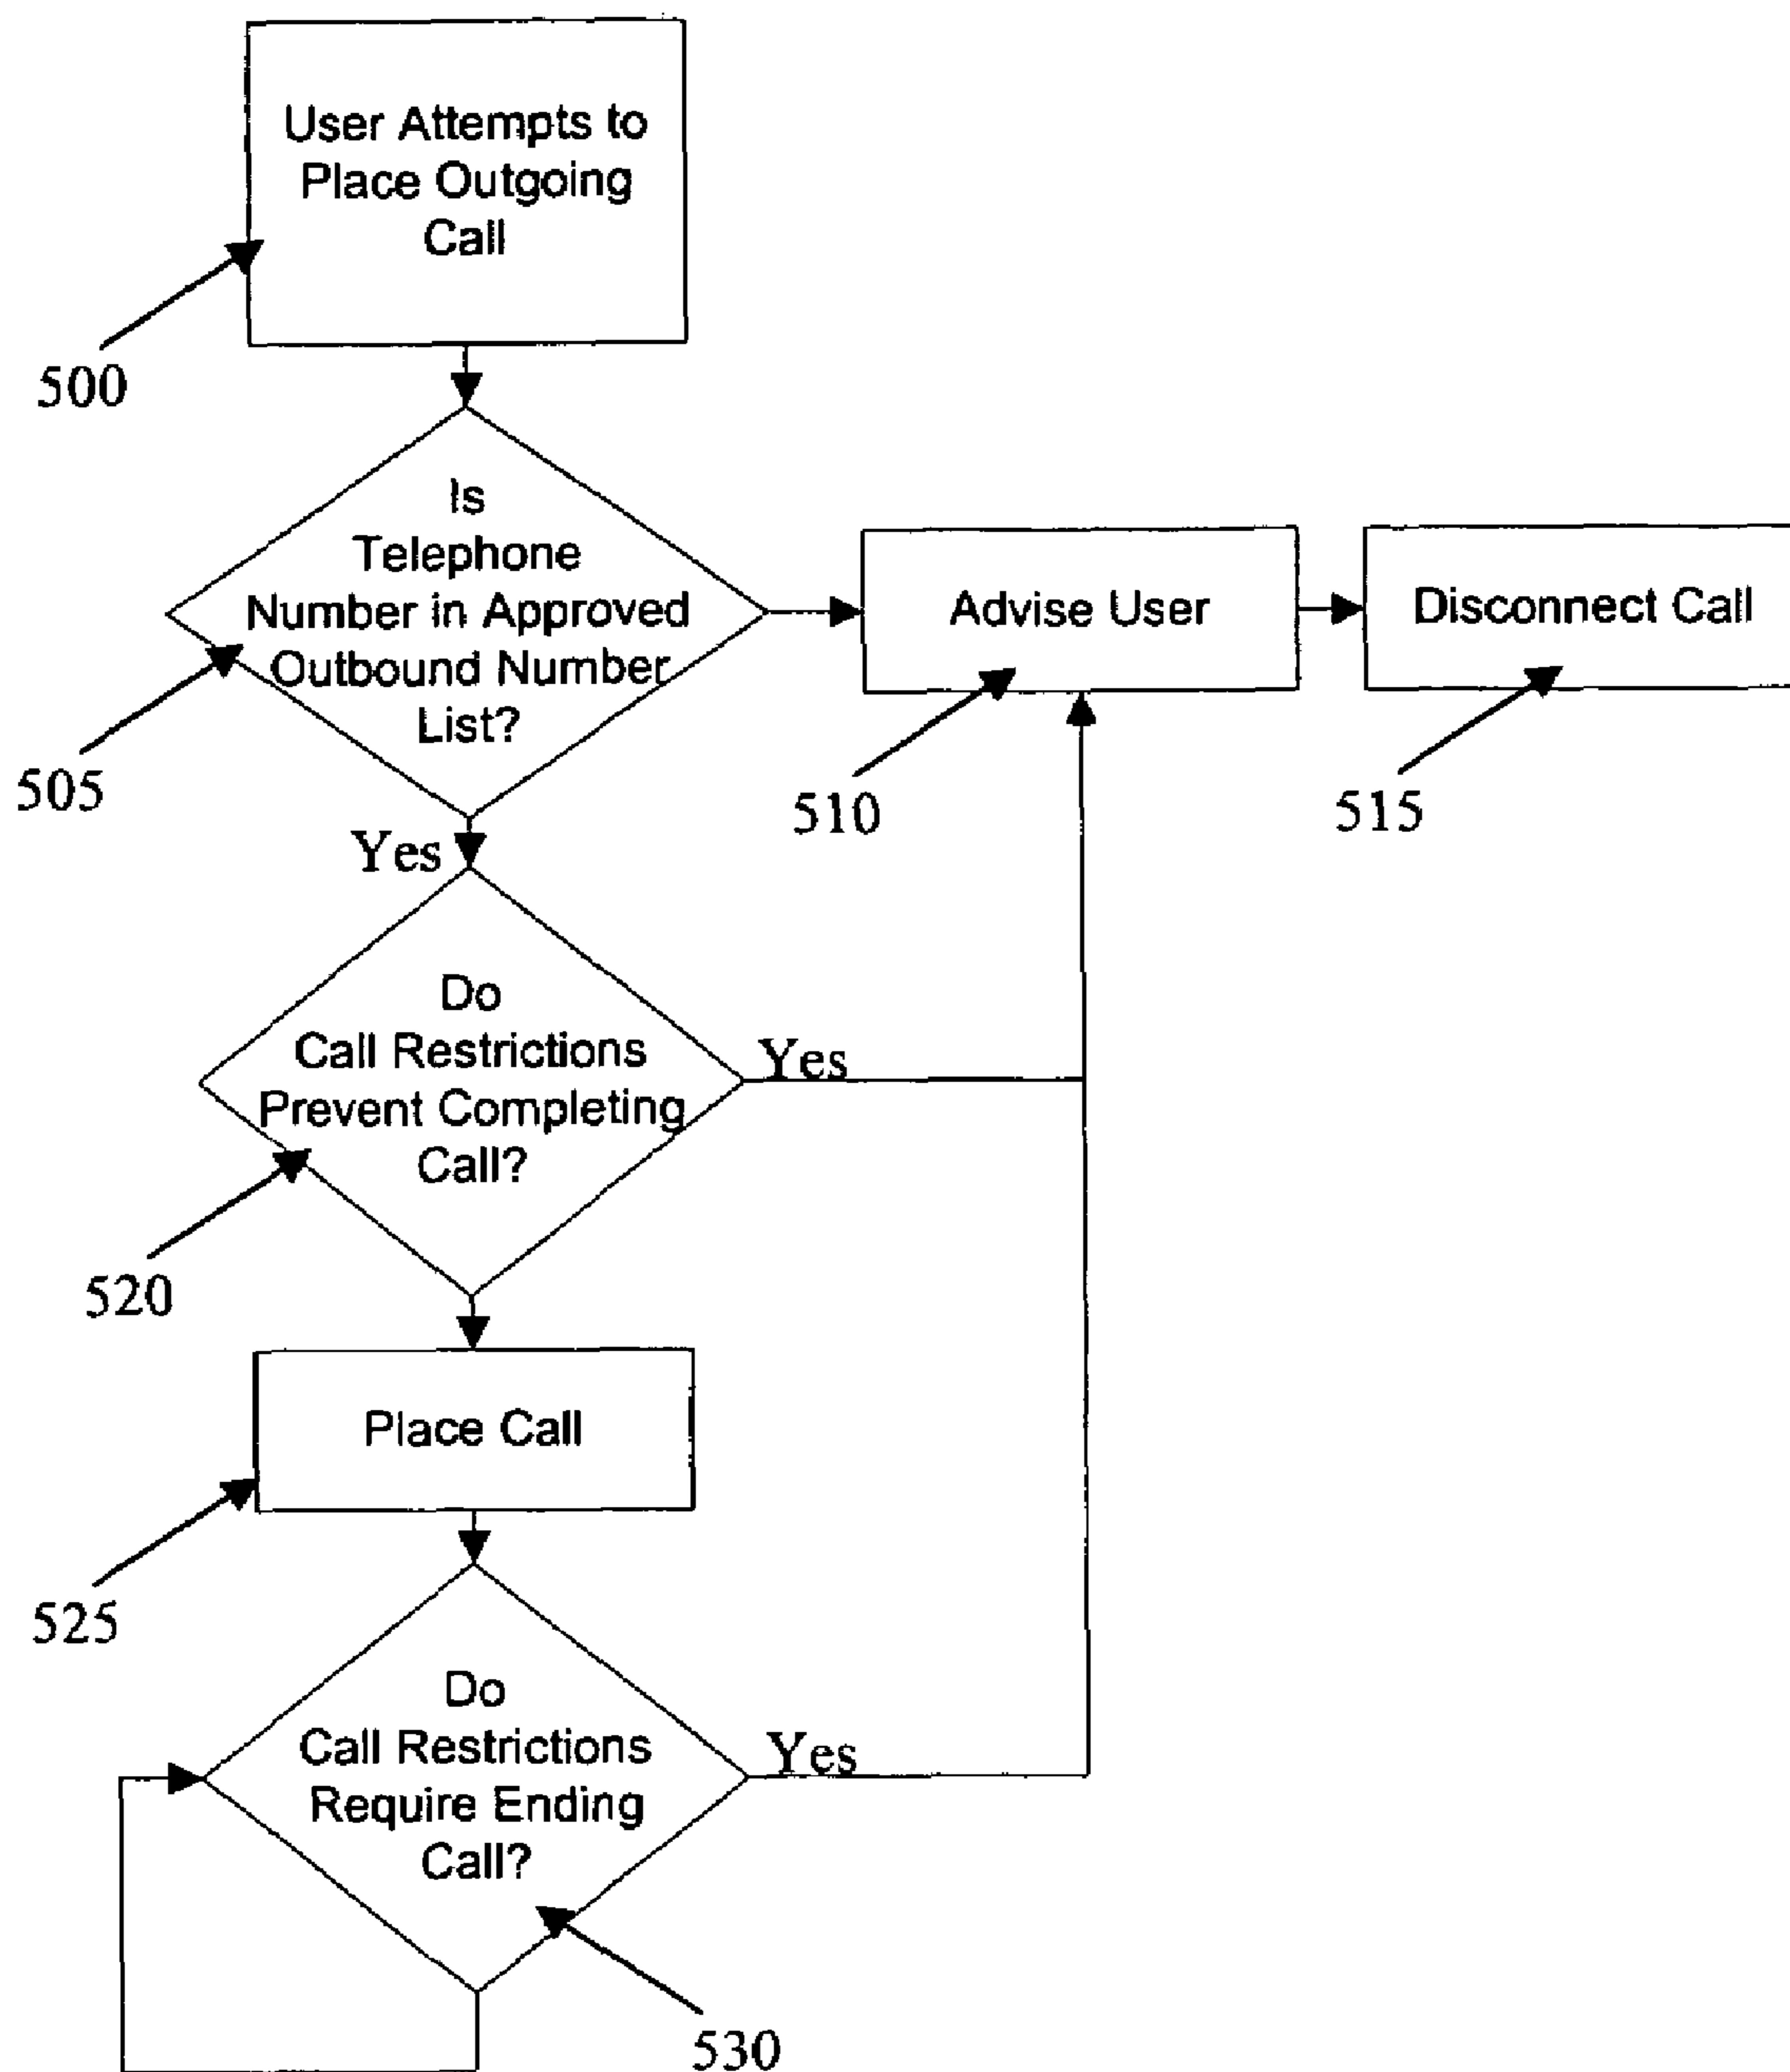 User Attempts to
Place Outgoing
Call
500
Is
Telephone
Number in Approved
Outbound Number
List?
505
Advise User
510
Disconnect Call
515
Yes
Do
Call Restrictions
Prevent Completing
Call?
Yes
520
Place Call
525
Do
Call Restrictions
Require Ending
Call?
Yes
530